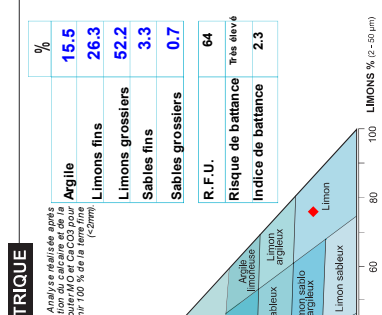 TRIQUE
Analyse réalisée après
tion du calcaire et de la
outer MO et CaCO3 pour
ir 100 % de la terre fine
(<2mm).
%
Argile 15.5
Limons fins 26.3
Limons grossiers 52.2
Sables fins 3.3
Sables grossiers 0.7
R.F.U. 64
Risque de battance Très élevé
Indice de battance 2.3
LIMONS % (2 - 50 µm)
100
80
60
Argile
limoneuse
Limon
argileux
Limon
ableux
mon sablo
argileux
Limon sableux